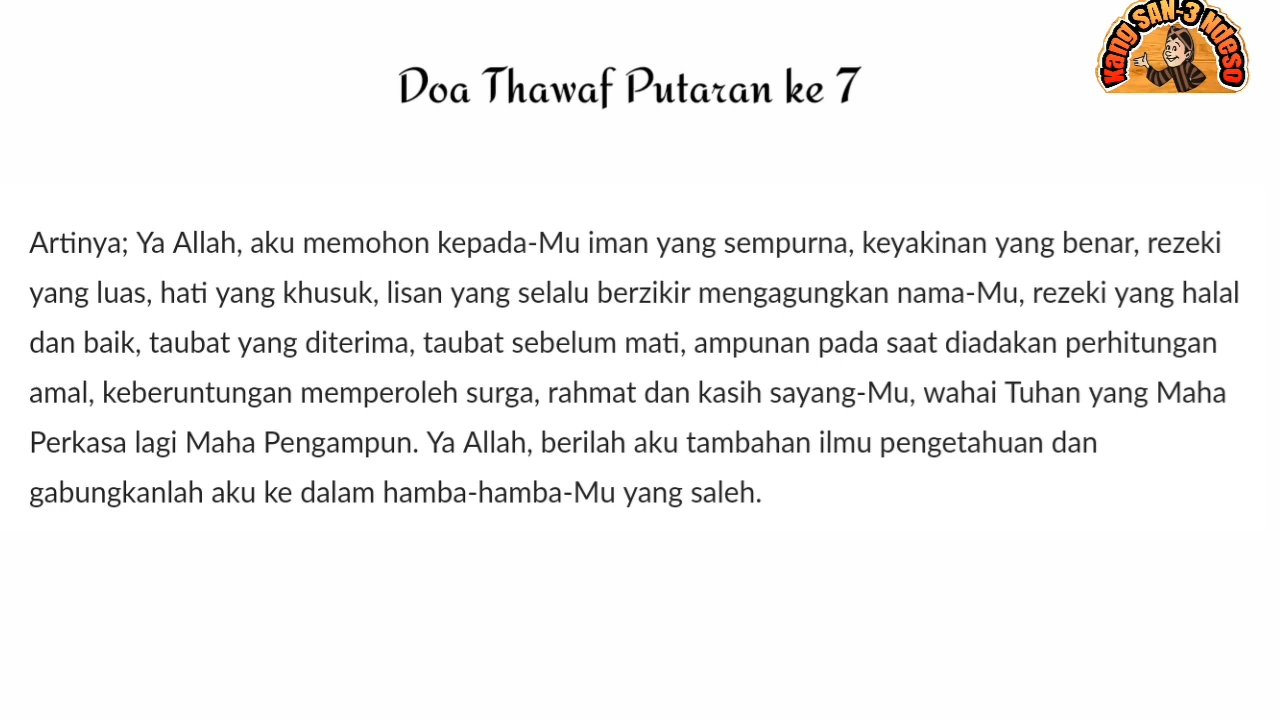 Kang SAN-3 Ndeso
Doa Thawaf Putaran ke 7
Artinya; Ya Allah, aku memohon kepada-Mu iman yang sempurna, keyakinan yang benar, rezeki
yang luas, hati yang khusuk, lisan yang selalu berzikir mengagungkan nama-Mu, rezeki yang halal
dan baik, taubat yang diterima, taubat sebelum mati, ampunan pada saat diadakan perhitungan
amal, keberuntungan memperoleh surga, rahmat dan kasih sayang-Mu, wahai Tuhan yang Maha
Perkasa lagi Maha Pengampun. Ya Allah, berilah aku tambahan ilmu pengetahuan dan
gabungkanlah aku ke dalam hamba-hamba-Mu yang saleh.